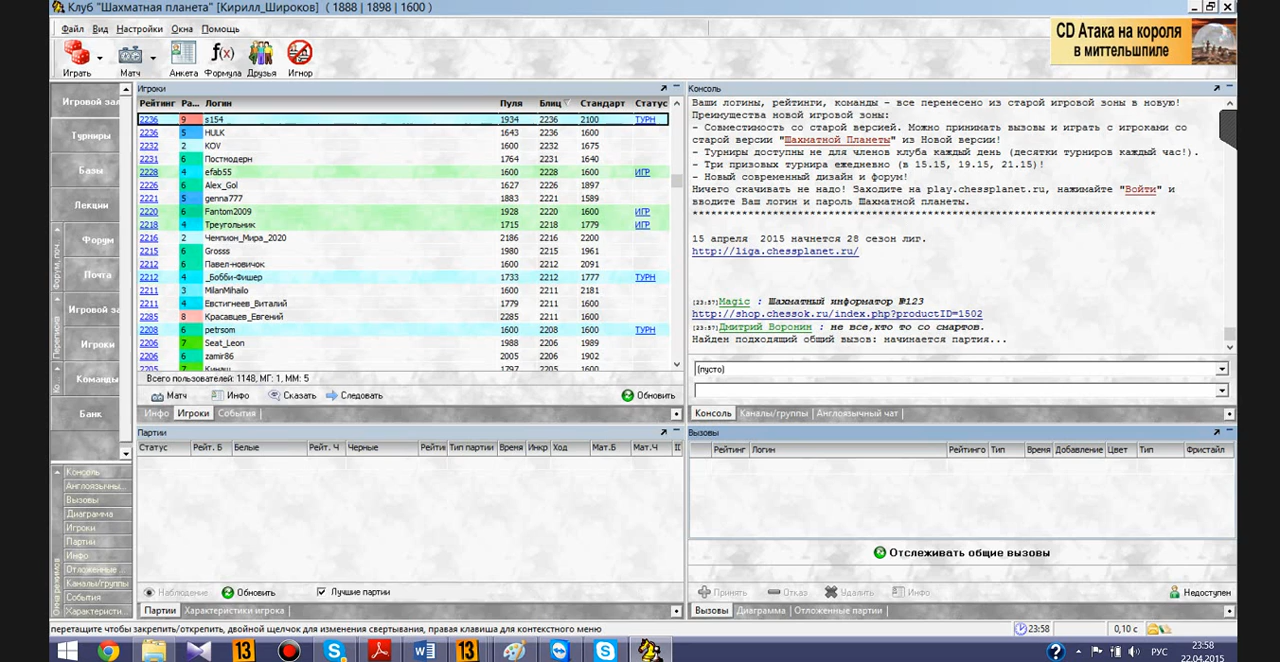 Клуб "Шахматная планета" [Кирилл_Широков] ( 1888 | 1898 | 1600 )
Файл Вид Настройки Окна Помощь
CD Атака на короля
в миттельшпиле
Играть Матч Анкета Формула Друзья Игнор
Игровой зал
Турниры
Базы
Лекции
Форум
Почта
Игровой за
Игроки
Команды
Банк
Консоль
Англоязычны...
Вызовы
Диаграмма
Игроки
Партии
Инфо
Отложенные...
Каналы/группы
События
Характеристи...
Игроки
Рейтинг Ра... Логин Пуля Блиц Стандарт Статус
2236 9 s154 1934 2236 2100 ТУРН
2236 5 HULK 1643 2236 1600
2232 2 KOV 1600 2232 1675
2231 6 Постмодерн 1764 2231 1640
2228 4 efab55 1600 2228 1600 ИГР
2226 6 Alex_Gol 1627 2226 1897
2221 5 genna777 1883 2221 1589
2220 6 Fantom2009 1928 2220 1600 ИГР
2218 4 Треугольник 1715 2218 1779 ИГР
2216 2 Чемпион_Мира_2020 2186 2216 2200
2215 6 Grosss 1980 2215 1961
2212 6 Павел-новичок 1600 2212 2091
2212 4 _Бобби-Фишер 1733 2212 1777 ТУРН
2211 3 MilanMihailo 1600 2211 2181
2211 4 Евстигнеев_Виталий 1779 2211 1600
2285 8 Красавцев_Евгений 2285 2211 1600
2208 6 petrsom 1600 2208 1600 ТУРН
2206 7 Seat_Leon 1988 2206 1989
2206 6 zamir86 2005 2206 1902
2205 7 Кинаш 1797 2205 1600
Всего пользователей: 1148, МГ: 1, ММ: 5
Матч Инфо Сказать Следовать Обновить
Инфо Игроки События
Консоль
Ваши логины, рейтинги, команды - все перенесено из старой игровой зоны в новую!
Преимущества новой игровой зоны:
- Совместимость со старой версией. Можно принимать вызовы и играть с игроками со
старой версии "Шахматной Планеты" из Новой версии!
- Турниры доступны не для членов клуба каждый день (десятки турниров каждый час!).
- Три призовых турнира ежедневно (в 15.15, 19.15, 21.15)!
- Новый современный дизайн и форум!
Ничего скачивать не надо! Заходите на play.chessplanet.ru, нажимайте "Войти" и
вводите Ваш логин и пароль Шахматной планеты.
15 апреля 2015 начнется 28 сезон лиг.
http://liga.chessplanet.ru/
[23:57]Magic : Шахматный информатор №123
http://shop.chessok.ru/index.php?productID=1502
[23:57]Дмитрий Воронин : не все,кто то со смартов.
Найден подходящий общий вызов: начинается партия...
(пусто)
Консоль Каналы/группы Англоязычный чат
Партии
Статус Рейт. Б Белые Рейт. Ч Черные Рейти Тип партии Время Инкр Ход Мат.Б Мат.Ч
Наблюдение Обновить Лучшие партии
Партии Характеристики игрока
Вызовы
Рейтинг Логин Рейтинго Тип Время Добавление Цвет Тип Фристайл
Отслеживать общие вызовы
Принять Отказ Удалить Инфо Недоступен
Вызовы Диаграмма Отложенные партии
перетащите чтобы закрепить/открепить, двойной щелчок для изменения свертывания, правая клавиша для контекстного меню
23:58 0,10 с
13 13 РУС 23:58
22.04.2015